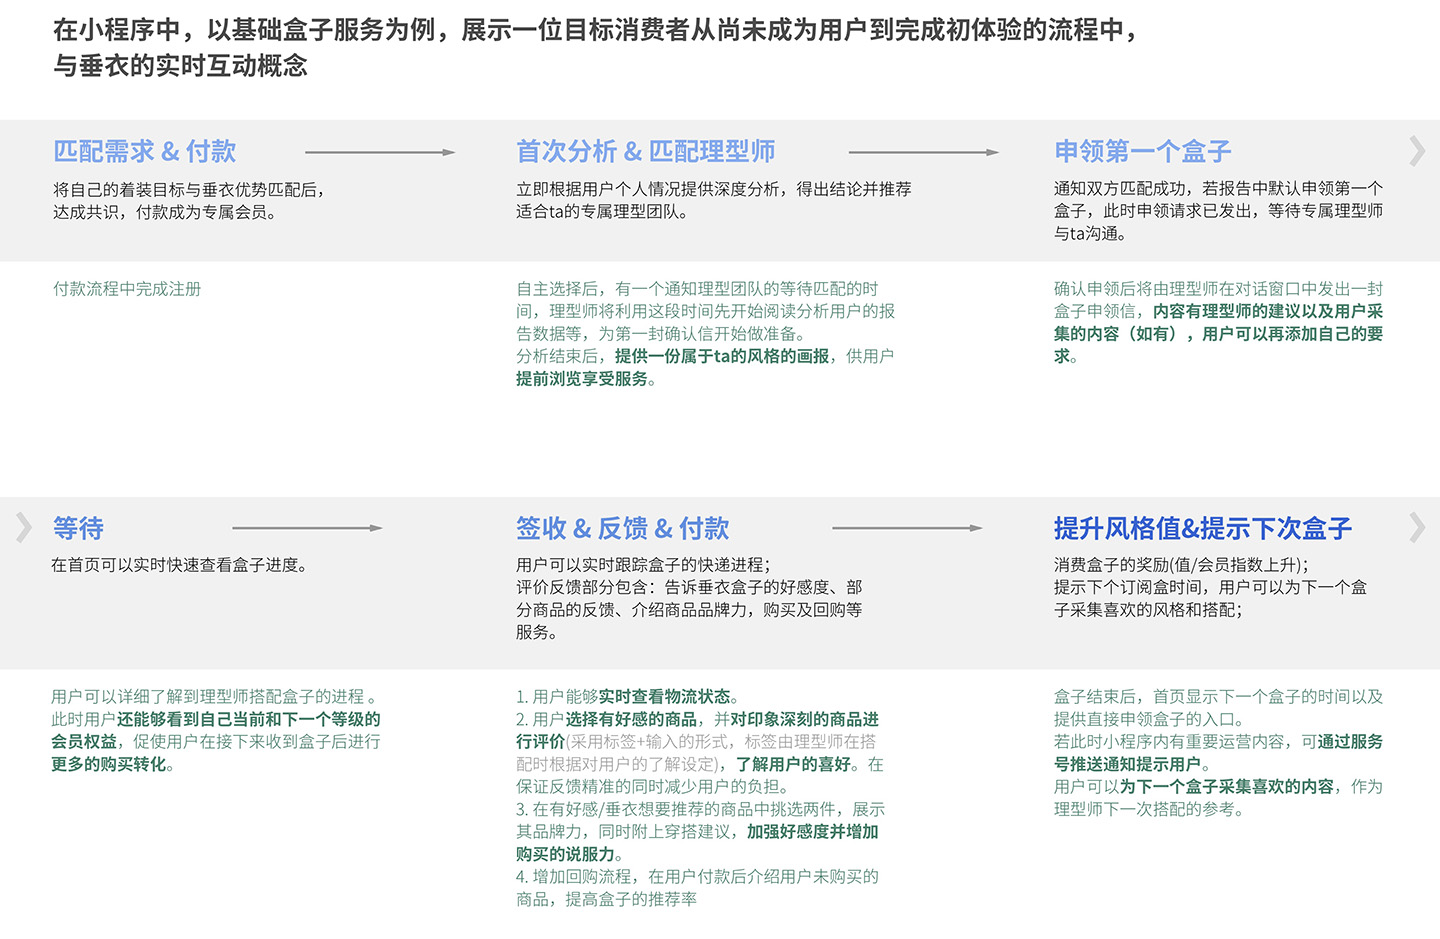 在小程序中，以基础盒子服务为例，展示一位目标消费者从尚未成为用户到完成初体验的流程中，
与垂衣的实时互动概念
匹配需求 & 付款
将自己的着装目标与垂衣优势匹配后，
达成共识，付款成为专属会员。
付款流程中完成注册
首次分析 & 匹配理型师
立即根据用户个人情况提供深度分析，得出结论并推荐
适合ta的专属理型团队。
自主选择后，有一个通知理型团队的等待匹配的时
间，理型师将利用这段时间先开始阅读分析用户的报
告数据等，为第一封确认信开始做准备。
分析结束后，提供一份属于ta的风格的画报，供用户
提前浏览享受服务。
申领第一个盒子
通知双方匹配成功，若报告中默认申领第一个
盒子，此时申领请求已发出，等待专属理型师
与ta沟通。
确认申领后将由理型师在对话窗口中发出一封
盒子申领信，内容有理型师的建议以及用户采
集的内容（如有），用户可以再添加自己的要
求。
等待
在首页可以实时快速查看盒子进度。
用户可以详细了解到理型师搭配盒子的进程 。
此时用户还能够看到自己当前和下一个等级的
会员权益，促使用户在接下来收到盒子后进行
更多的购买转化。
签收 & 反馈 & 付款
用户可以实时跟踪盒子的快递进程；
评价反馈部分包含：告诉垂衣盒子的好感度、部
分商品的反馈、介绍商品品牌力，购买及回购等
服务。
1. 用户能够实时查看物流状态。
2. 用户选择有好感的商品，并对印象深刻的商品进
行评价(采用标签+输入的形式，标签由理型师在搭
配时根据对用户的了解设定)，了解用户的喜好。在
保证反馈精准的同时减少用户的负担。
3. 在有好感/垂衣想要推荐的商品中挑选两件，展示
其品牌力，同时附上穿搭建议，加强好感度并增加
购买的说服力。
4. 增加回购流程，在用户付款后介绍用户未购买的
商品，提高盒子的推荐率
提升风格值&提示下次盒子
消费盒子的奖励(值/会员指数上升)；
提示下个订阅盒时间，用户可以为下一个盒
子采集喜欢的风格和搭配；
盒子结束后，首页显示下一个盒子的时间以及
提供直接申领盒子的入口。
若此时小程序内有重要运营内容，可通过服务
号推送通知提示用户。
用户可以为下一个盒子采集喜欢的内容，作为
理型师下一次搭配的参考。